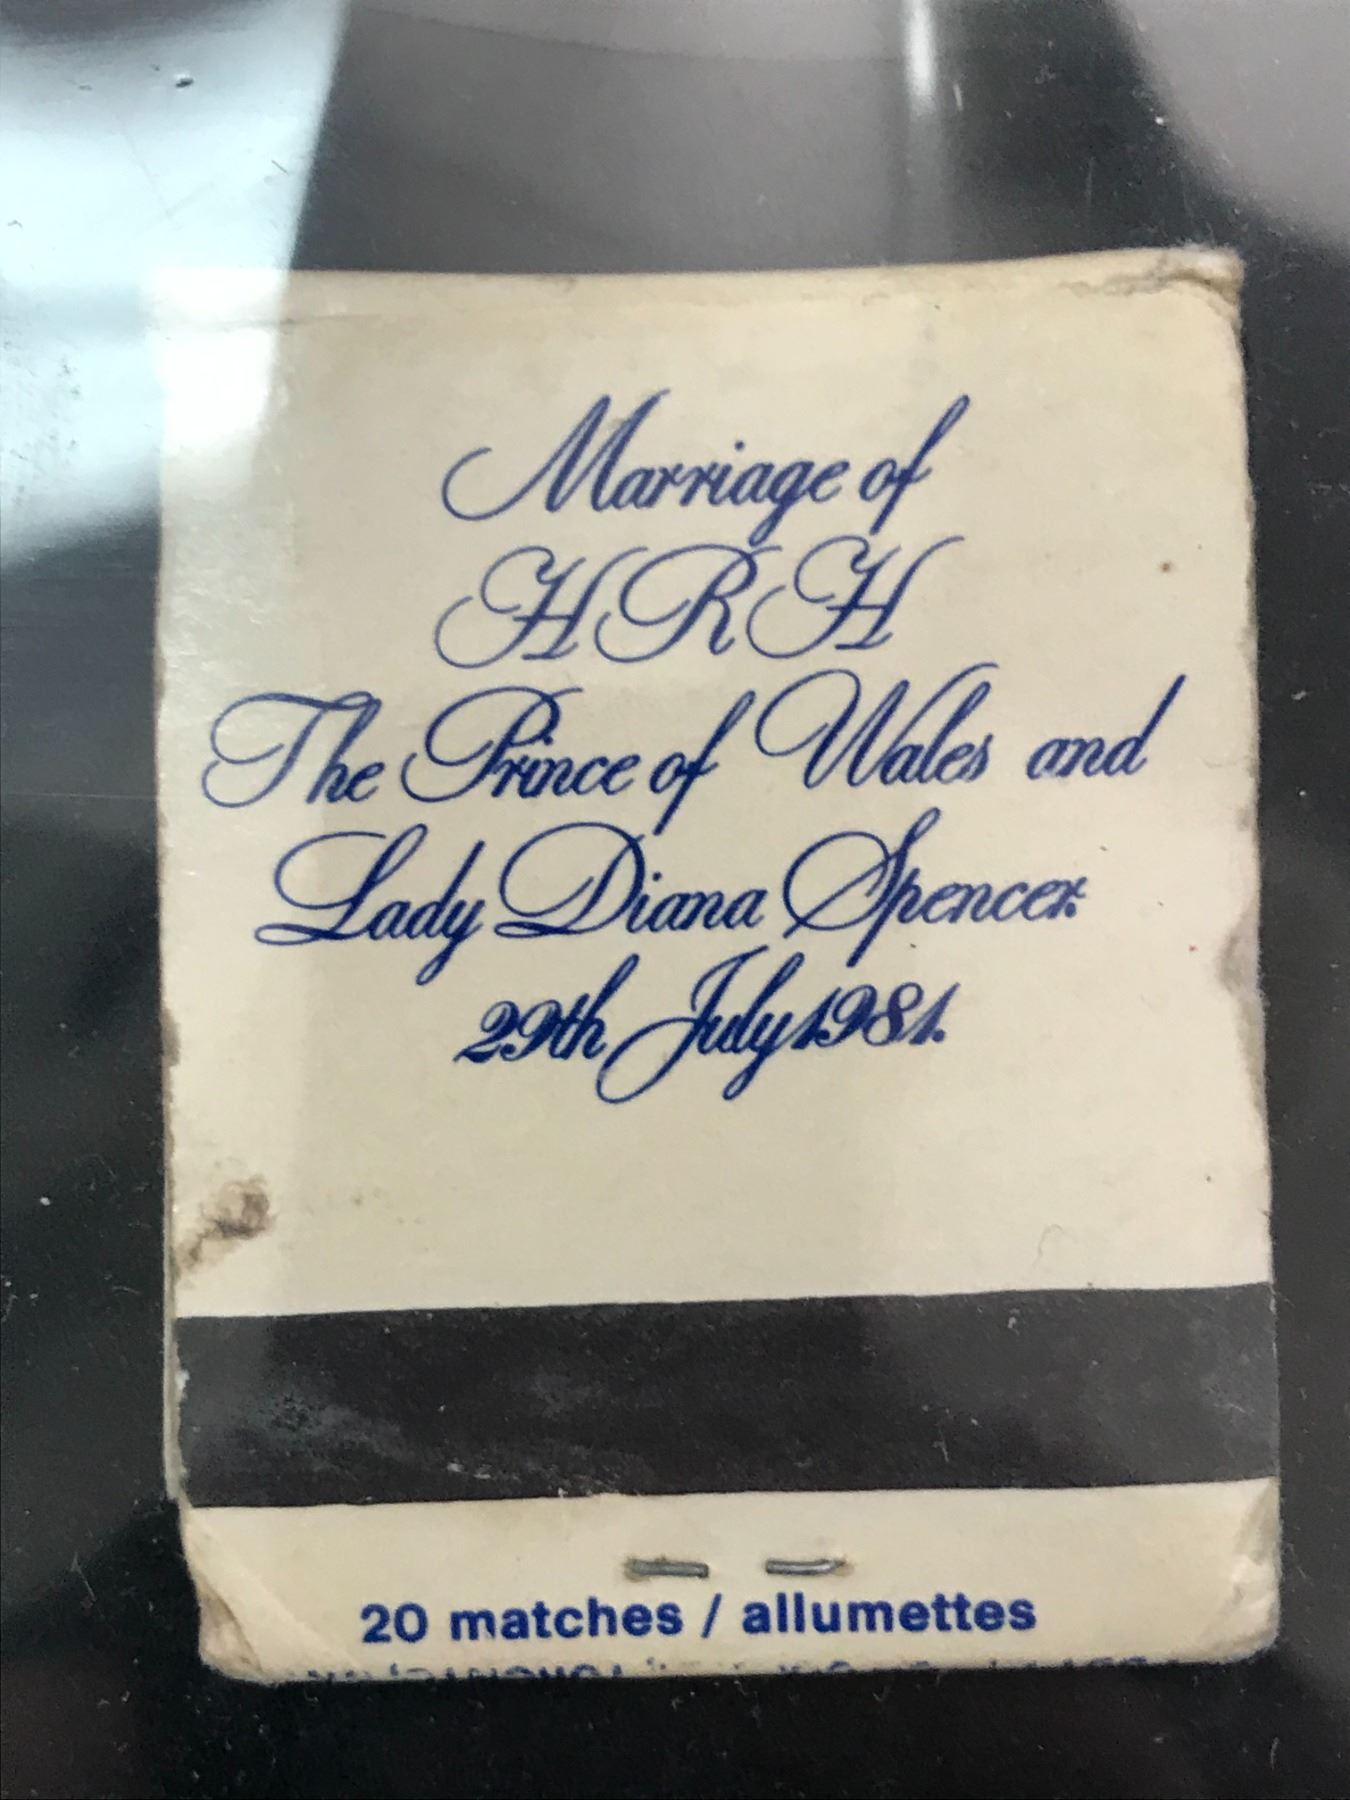 Marriage of
HRH
The Prince of Wales and
Lady Diana Spencer.
29th July 1981.
20 matches / allumettes